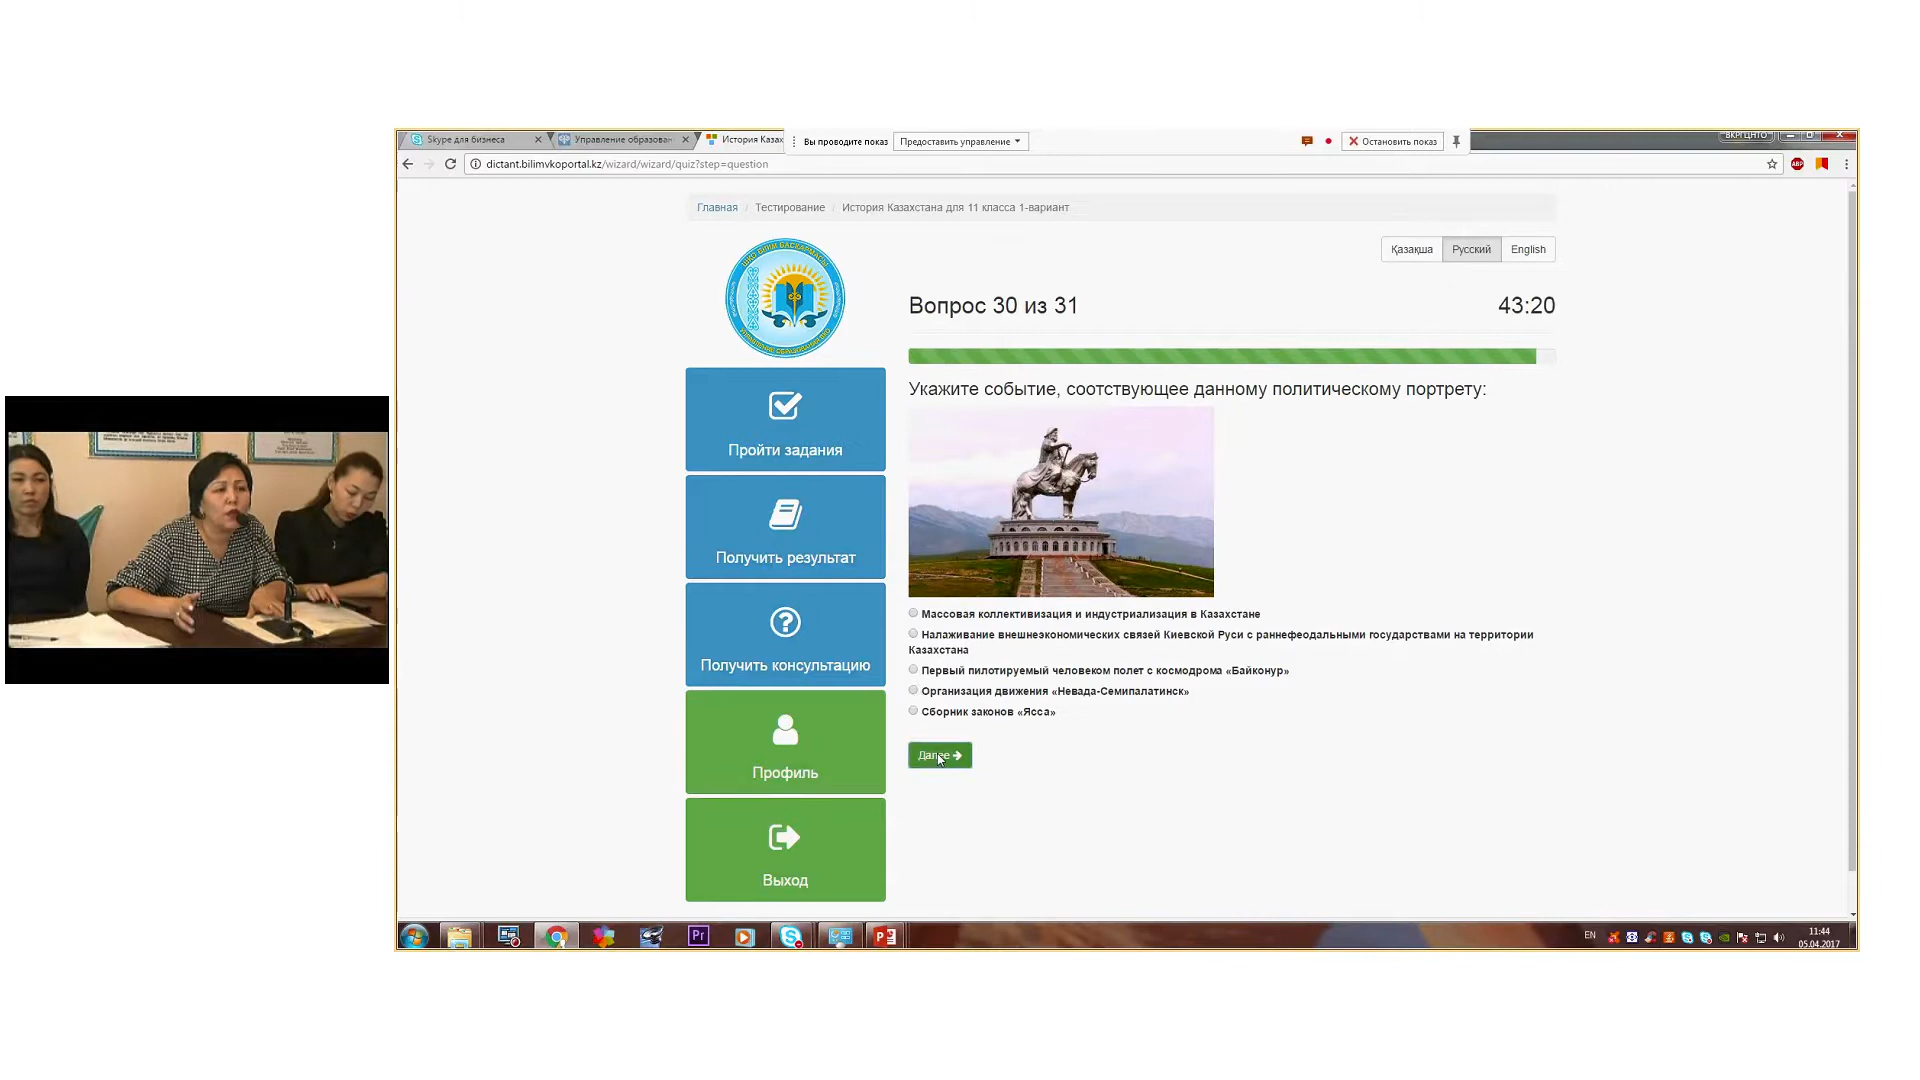 Skype для бизнеса
Управление образован
История Казах
Вы проводите показ
Предоставить управление
Остановить показ
ВКРГЦНТО
dictant.bilimvkoportal.kz/wizard/wizard/quiz?step=question
ABP
Главная / Тестирование / История Казахстана для 11 класса 1-вариант
Қазақша
Русский
English
Вопрос 30 из 31
43:20
Укажите событие, соотствующее данному политическому портрету:
Массовая коллективизация и индустриализация в Казахстане
Налаживание внешнеэкономических связей Киевской Руси с раннефеодальными государствами на территории
Казахстана
Первый пилотируемый человеком полет с космодрома «Байконур»
Организация движения «Невада-Семипалатинск»
Сборник законов «Ясса»
Далее
Пройти задания
Получить результат
Получить консультацию
Профиль
Выход
Pr
EN
11:44
05.04.2017